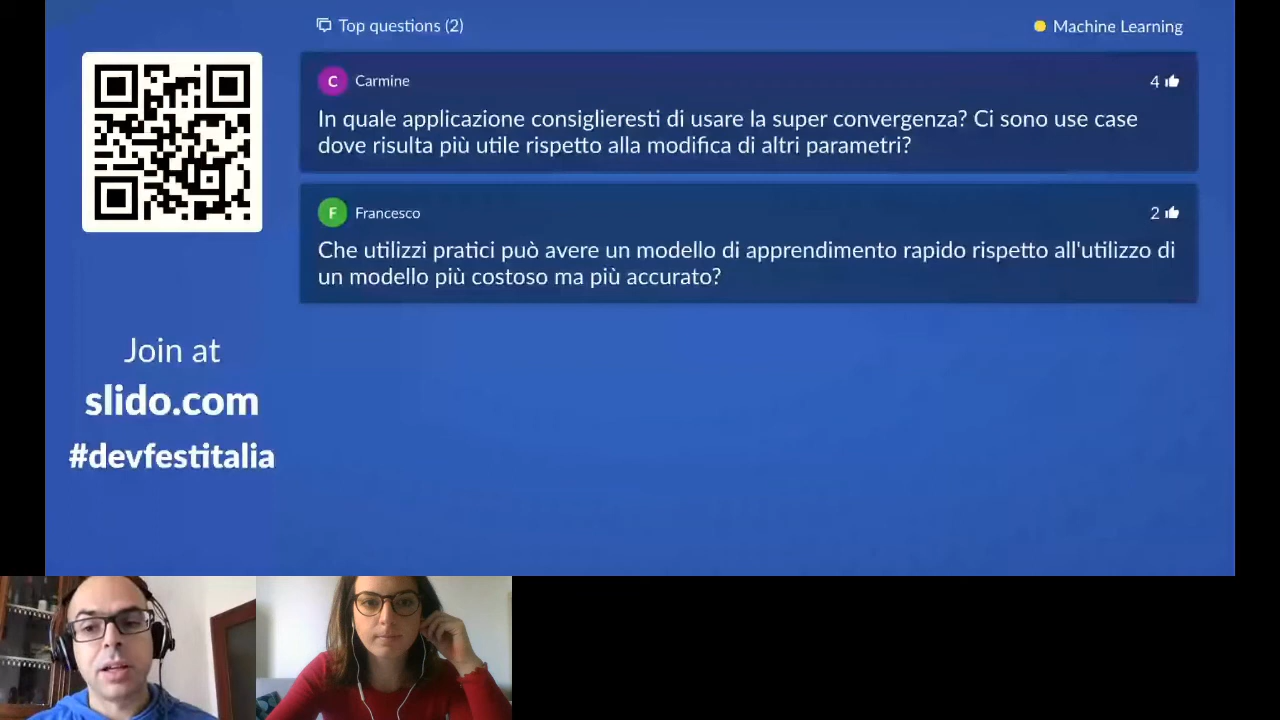 Top questions (2)
Machine Learning
C Carmine
4
In quale applicazione consiglieresti di usare la super convergenza? Ci sono use case
dove risulta più utile rispetto alla modifica di altri parametri?
F Francesco
2
Che utilizzi pratici può avere un modello di apprendimento rapido rispetto all'utilizzo di
un modello più costoso ma più accurato?
Join at
slido.com
#devfestitalia